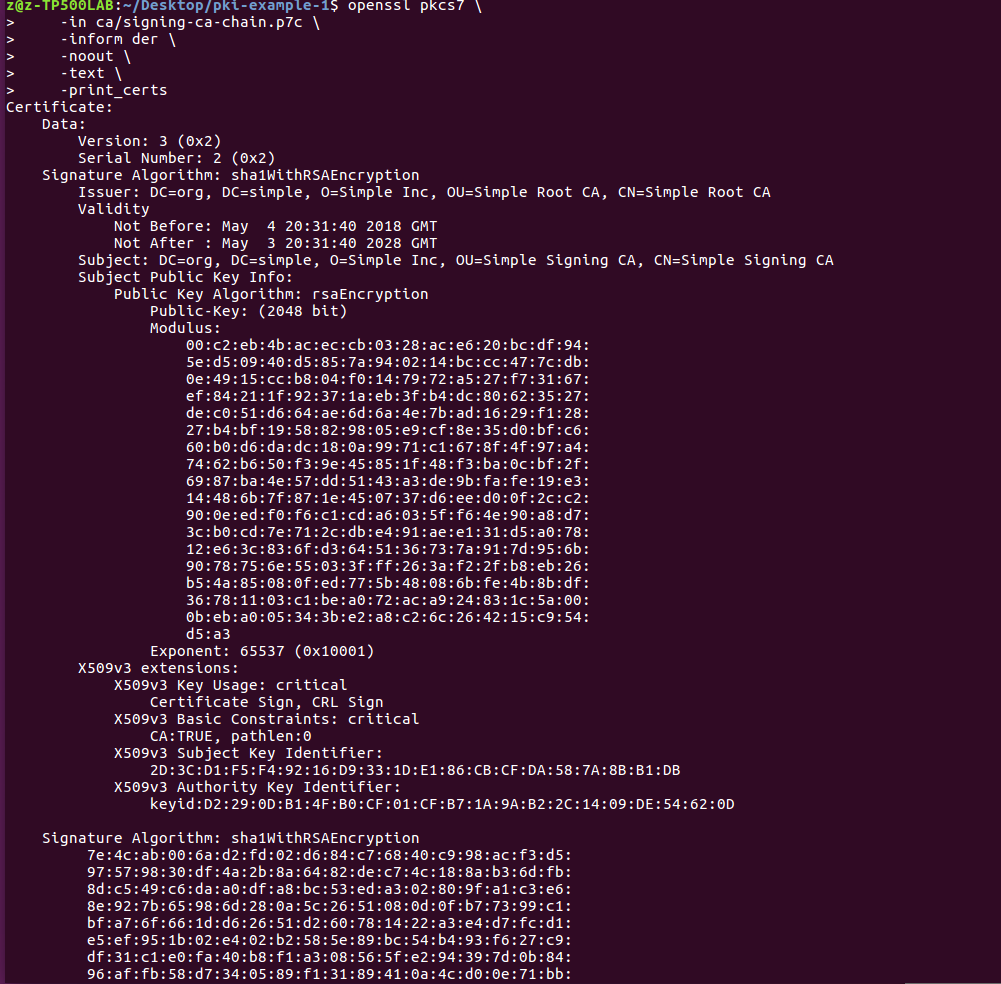 z@z-TP500LAB:~/Desktop/pki-example-1$ openssl pkcs7 \
>     -in ca/signing-ca-chain.p7c \
>     -inform der \
>     -noout \
>     -text \
>     -print_certs
Certificate:
    Data:
        Version: 3 (0x2)
        Serial Number: 2 (0x2)
    Signature Algorithm: sha1WithRSAEncryption
        Issuer: DC=org, DC=simple, O=Simple Inc, OU=Simple Root CA, CN=Simple Root CA
        Validity
            Not Before: May  4 20:31:40 2018 GMT
            Not After : May  3 20:31:40 2028 GMT
        Subject: DC=org, DC=simple, O=Simple Inc, OU=Simple Signing CA, CN=Simple Signing CA
        Subject Public Key Info:
            Public Key Algorithm: rsaEncryption
                Public-Key: (2048 bit)
                Modulus:
                    00:c2:eb:4b:ac:ec:cb:03:28:ac:e6:20:bc:df:94:
                    5e:d5:09:40:d5:85:7a:94:02:14:bc:cc:47:7c:db:
                    0e:49:15:cc:b8:04:f0:14:79:72:a5:27:f7:31:67:
                    ef:84:21:1f:92:37:1a:eb:3f:b4:dc:80:62:35:27:
                    de:c0:51:d6:64:ae:6d:6a:4e:7b:ad:16:29:f1:28:
                    27:b4:bf:19:58:82:98:05:e9:cf:8e:35:d0:bf:c6:
                    60:b0:d6:da:dc:18:0a:99:71:c1:67:8f:4f:97:a4:
                    74:62:b6:50:f3:9e:45:85:1f:48:f3:ba:0c:bf:2f:
                    69:87:ba:4e:57:dd:51:43:a3:de:9b:fa:fe:19:e3:
                    14:48:6b:7f:87:1e:45:07:37:d6:ee:d0:0f:2c:c2:
                    90:0e:ed:f0:f6:c1:cd:a6:03:5f:f6:4e:90:a8:d7:
                    3c:b0:cd:7e:71:2c:db:e4:91:ae:e1:31:d5:a0:78:
                    12:e6:3c:83:6f:d3:64:51:36:73:7a:91:7d:95:6b:
                    90:78:75:6e:55:03:3f:ff:26:3a:f2:2f:b8:eb:26:
                    b5:4a:85:08:0f:ed:77:5b:48:08:6b:fe:4b:8b:df:
                    36:78:11:03:c1:be:a0:72:ac:a9:24:83:1c:5a:00:
                    0b:eb:a0:05:34:3b:e2:a8:c2:6c:26:42:15:c9:54:
                    d5:a3
                Exponent: 65537 (0x10001)
        X509v3 extensions:
            X509v3 Key Usage: critical
                Certificate Sign, CRL Sign
            X509v3 Basic Constraints: critical
                CA:TRUE, pathlen:0
            X509v3 Subject Key Identifier:
                2D:3C:D1:F5:F4:92:16:D9:33:1D:E1:86:CB:CF:DA:58:7A:8B:B1:DB
            X509v3 Authority Key Identifier:
                keyid:D2:29:0D:B1:4F:B0:CF:01:CF:B7:1A:9A:B2:2C:14:09:DE:54:62:0D

    Signature Algorithm: sha1WithRSAEncryption
         7e:4c:ab:00:6a:d2:fd:02:d6:84:c7:68:40:c9:98:ac:f3:d5:
         97:57:98:30:df:4a:2b:8a:64:82:de:c7:4c:18:8a:b3:6d:fb:
         8d:c5:49:c6:da:a0:df:a8:bc:53:ed:a3:02:80:9f:a1:c3:e6:
         8e:92:7b:65:98:6d:28:0a:5c:26:51:08:0d:0f:b7:73:99:c1:
         bf:a7:6f:66:1d:d6:26:51:d2:60:78:14:22:a3:e4:d7:fc:d1:
         e5:ef:95:1b:02:e4:02:b2:58:5e:89:bc:54:b4:93:f6:27:c9:
         df:31:c1:e0:fa:40:b8:f1:a3:08:56:5f:e2:94:39:7d:0b:84:
         96:af:fb:58:d7:34:05:89:f1:31:89:41:0a:4c:d0:0e:71:bb: